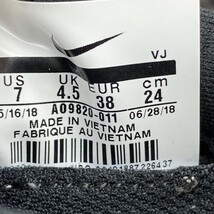 VJ
US UK EUR cm
7 4.5 38 24
5/16/18 AO9820-011 06/28/18
MADE IN VIETNAM
FABRIQUE AU VIETNAM